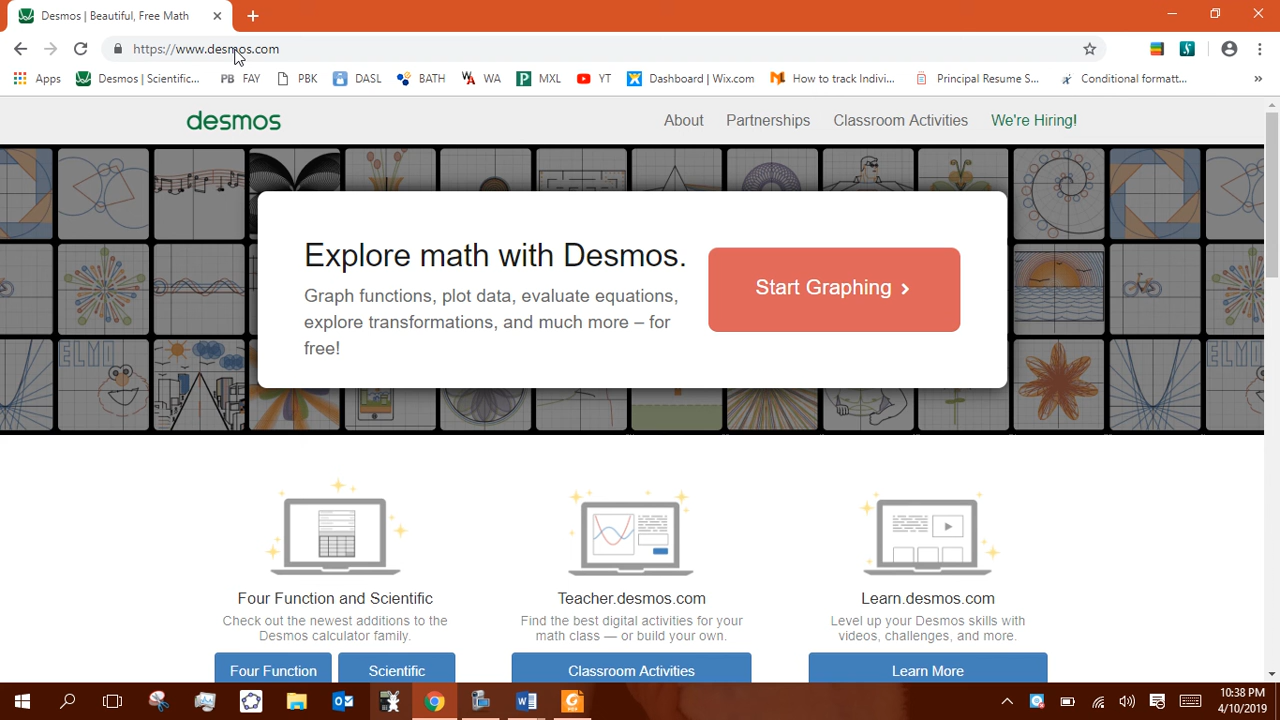 Desmos | Beautiful, Free Math
https://www.desmos.com
Apps
Desmos | Scientific...
PB FAY
PBK
DASL
BATH
WA
P MXL
YT
Dashboard | Wix.com
How to track Indivi...
Principal Resume S...
Conditional formatt...
desmos
About
Partnerships
Classroom Activities
We're Hiring!
Explore math with Desmos.
Graph functions, plot data, evaluate equations,
explore transformations, and much more – for
free!
Start Graphing
ELMO
ELMO
Four Function and Scientific
Check out the newest additions to the
Desmos calculator family.
Four Function
Scientific
Teacher.desmos.com
Find the best digital activities for your
math class — or build your own.
Classroom Activities
Learn.desmos.com
Level up your Desmos skills with
videos, challenges, and more.
Learn More
10:38 PM
4/10/2019